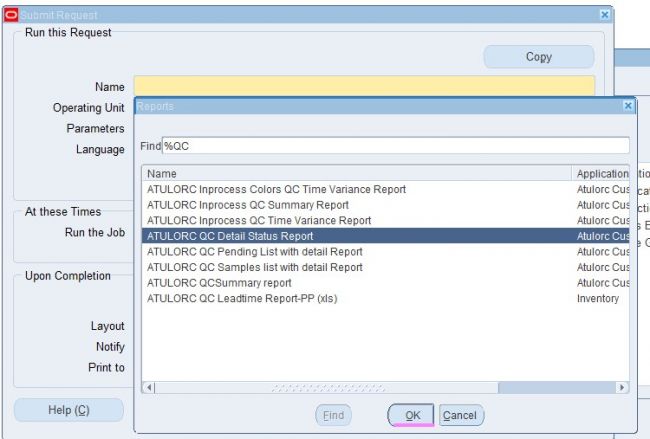 Submit Request
Run this Request
Copy
Name
Operating Unit
Parameters
Language
At these Times
Run the Job
Upon Completion
Layout
Notify
Print to
Help (C)
Reports
Find %QC
Name Application
ATULORC Inprocess Colors QC Time Variance Report Atulorc Cus
ATULORC Inprocess QC Summary Report Atulorc Cus
ATULORC Inprocess QC Time Variance Report Atulorc Cus
ATULORC QC Detail Status Report Atulorc Cus
ATULORC QC Pending List with detail Report Atulorc Cus
ATULORC QC Samples list with detail Report Atulorc Cus
ATULORC QCSummary report Atulorc Cus
ATULORC QC Leadtime Report-PP (xls) Inventory
Find
OK
Cancel